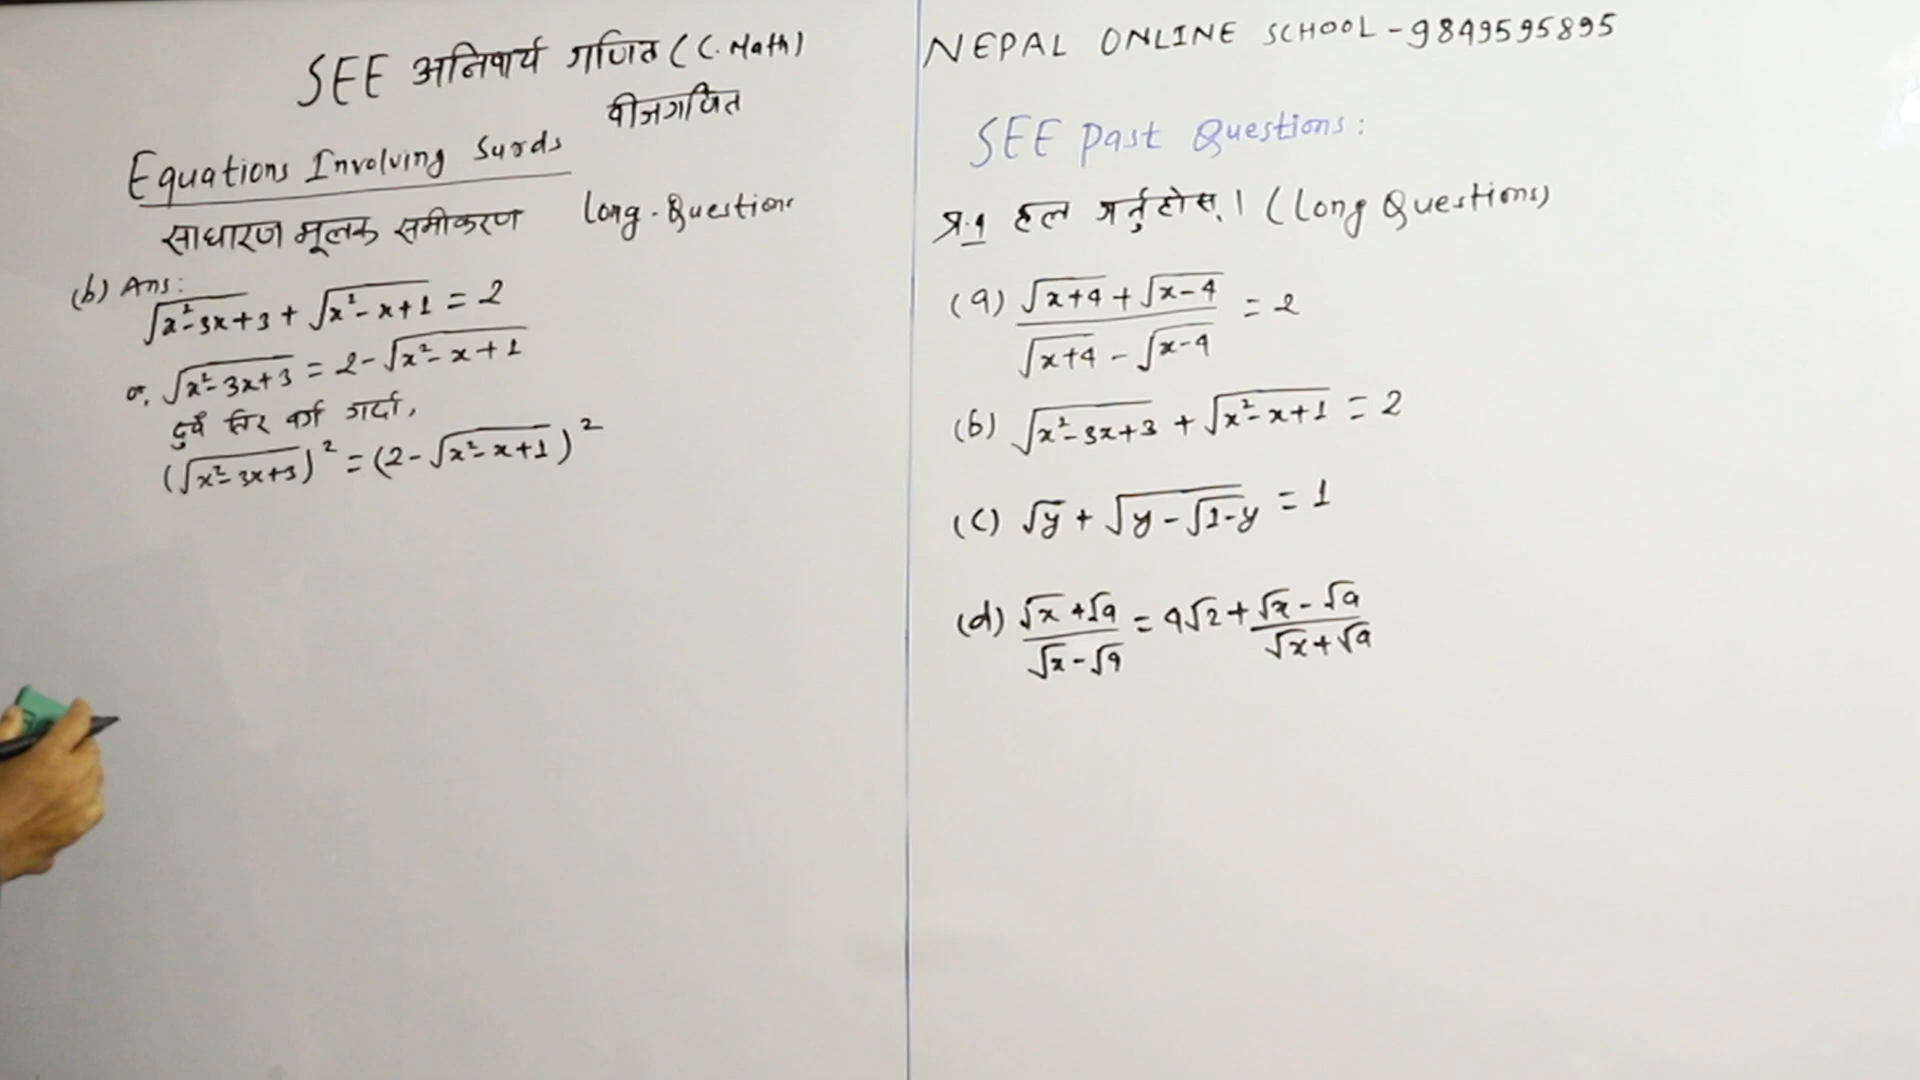 SEE अनिवार्य गणित (C. Math)
वीजगणित
Equations Involving Surds
साधारण मूलक समीकरण Long-Questions
(b) Ans:
√(x²-3x+3) + √(x²-x+1) = 2
or, √(x²-3x+3) = 2-√(x²-x+1)
दुवै तिर वर्ग गर्दा,
(√(x²-3x+3))² = (2-√(x²-x+1))²
NEPAL ONLINE SCHOOL - 9849595895
SEE past Questions:
प्र.१ हल गर्नुहोस्। (Long Questions)
(a) (√(x+4) + √(x-4)) / (√(x+4) - √(x-4)) = 2
(b) √(x²-3x+3) + √(x²-x+1) = 2
(c) √y + √(y-√(1-y)) = 1
(d) (√x + √a) / (√x - √a) = 4√2 + (√x - √a) / (√x + √a)